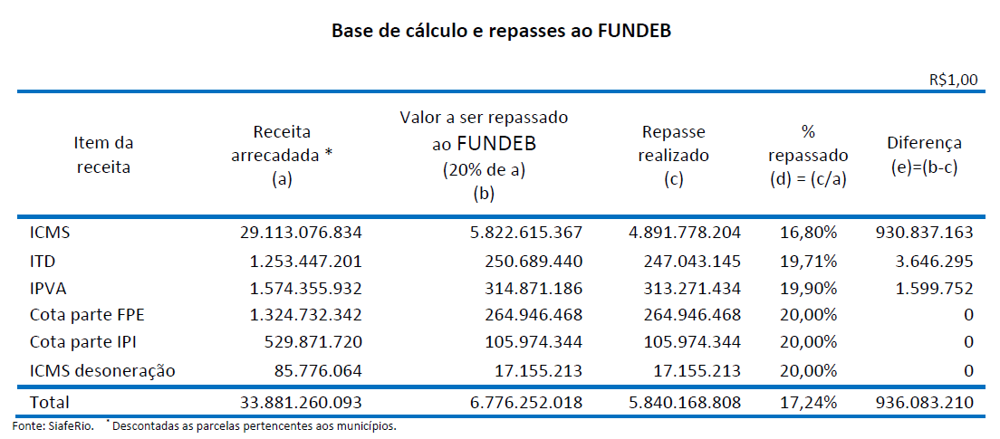 Base de cálculo e repasses ao FUNDEB
R$1,00
Item da receita Receita arrecadada * (a) Valor a ser repassado ao FUNDEB (20% de a) (b) Repasse realizado (c) % repassado (d) = (c/a) Diferença (e)=(b-c)
ICMS 29.113.076.834 5.822.615.367 4.891.778.204 16,80% 930.837.163
ITD 1.253.447.201 250.689.440 247.043.145 19,71% 3.646.295
IPVA 1.574.355.932 314.871.186 313.271.434 19,90% 1.599.752
Cota parte FPE 1.324.732.342 264.946.468 264.946.468 20,00% 0
Cota parte IPI 529.871.720 105.974.344 105.974.344 20,00% 0
ICMS desoneração 85.776.064 17.155.213 17.155.213 20,00% 0
Total 33.881.260.093 6.776.252.018 5.840.168.808 17,24% 936.083.210
Fonte: SiafeRio. * Descontadas as parcelas pertencentes aos municípios.